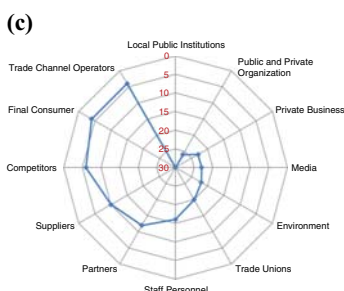 (c)
Local Public Institutions
Trade Channel Operators
Public and Private
Organization
Final Consumer
Private Business
Competitors
Media
Suppliers
Environment
Partners
Trade Unions
Staff Personnel
0
5
10
15
20
25
30